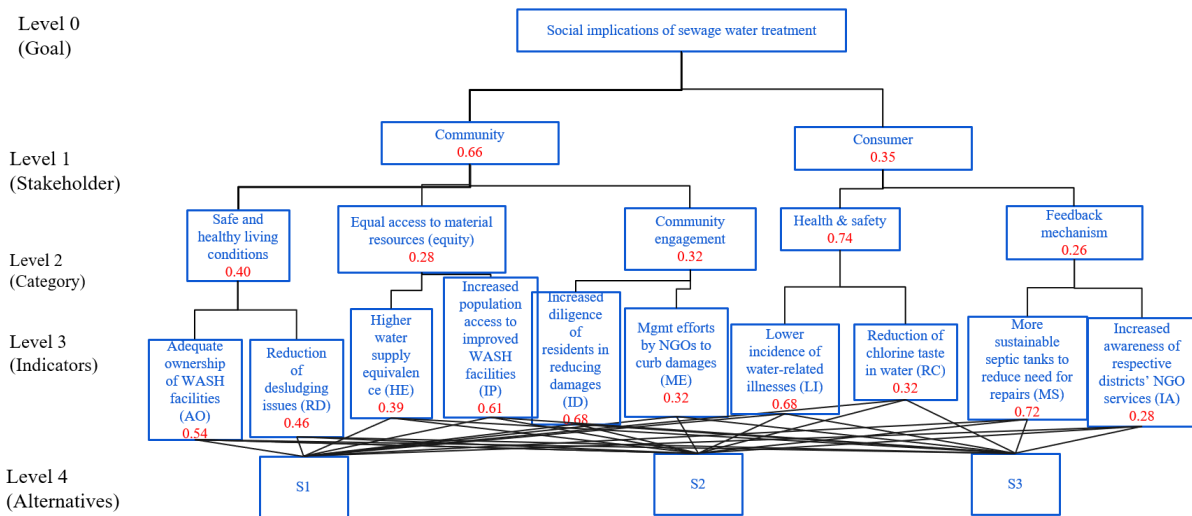 Level 0
(Goal)
Social implications of sewage water treatment
Level 1
(Stakeholder)
Community
0.66
Consumer
0.35
Level 2
(Category)
Safe and
healthy living
conditions
0.40
Equal access to material
resources (equity)
0.28
Community
engagement
0.32
Health & safety
0.74
Feedback
mechanism
0.26
Level 3
(Indicators)
Adequate
ownership
of WASH
facilities
(AO)
0.54
Reduction
of
desludging
issues (RD)
0.46
Higher
water
supply
equivalen
ce (HE)
0.39
Increased
population
access to
improved
WASH
facilities
(IP)
0.61
Increased
diligence
of
residents in
reducing
damages
(ID)
0.68
Mgmt efforts
by NGOs to
curb damages
(ME)
0.32
Lower
incidence of
water-related
illnesses (LI)
0.68
Reduction of
chlorine taste
in water (RC)
0.32
More
sustainable
septic tanks to
reduce need for
repairs (MS)
0.72
Increased
awareness of
respective
districts’ NGO
services (IA)
0.28
Level 4
(Alternatives)
S1
S2
S3